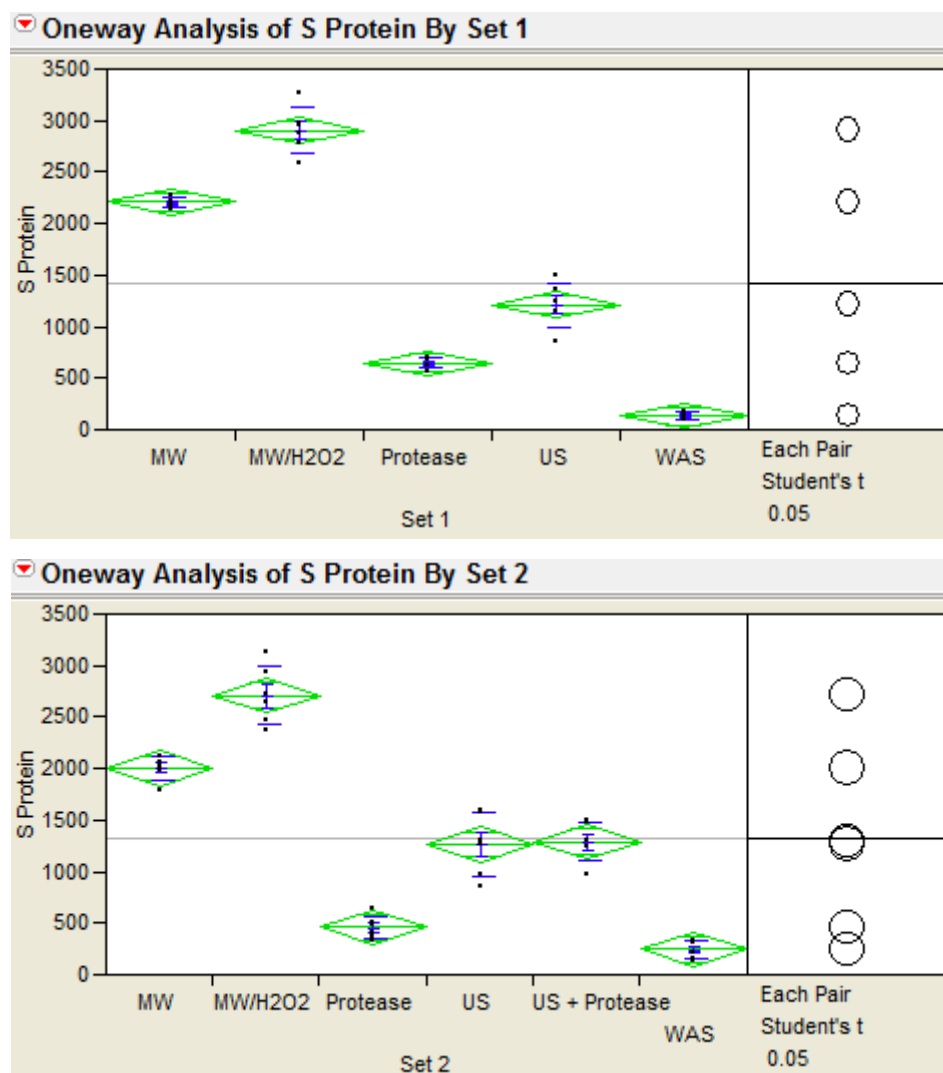 Oneway Analysis of S Protein By Set 1
S Protein
3500
3000
2500
2000
1500
1000
500
0
MW MW/H2O2 Protease US WAS
Set 1
Each Pair
Student's t
0.05
Oneway Analysis of S Protein By Set 2
S Protein
3500
3000
2500
2000
1500
1000
500
0
MW MW/H2O2 Protease US US + Protease WAS
Set 2
Each Pair
Student's t
0.05